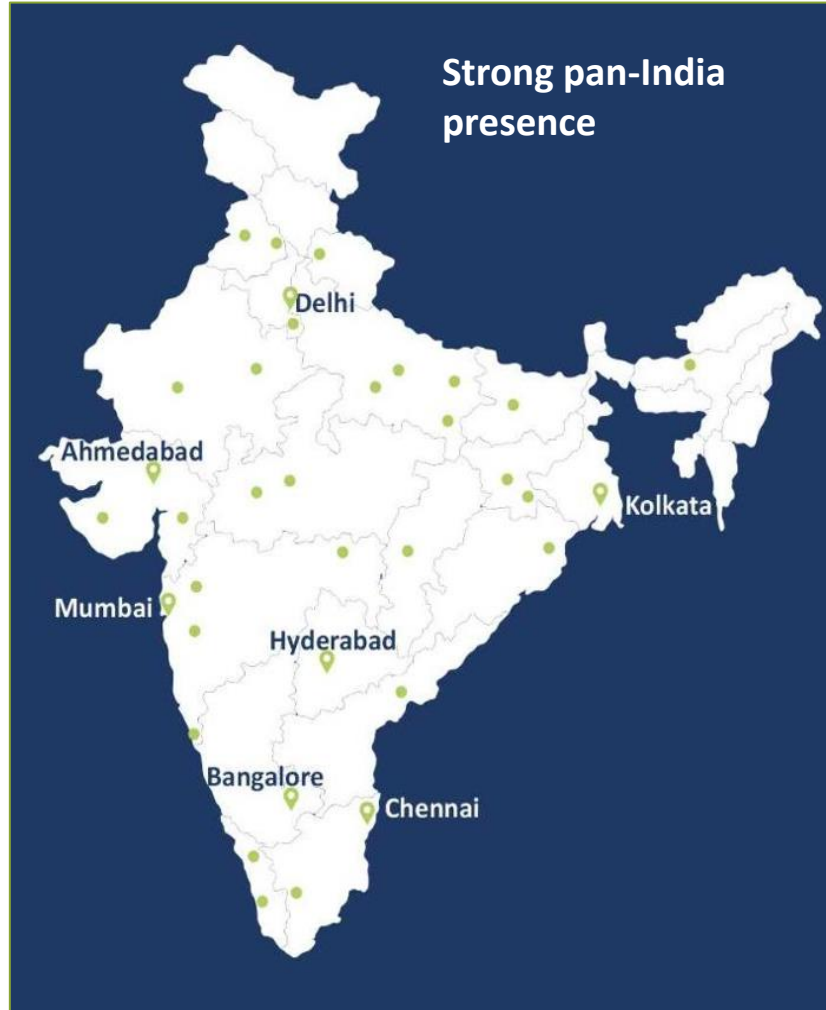 Strong pan-India
presence
Delhi
Ahmedabad
Kolkata
Mumbai
Hyderabad
Bangalore
Chennai